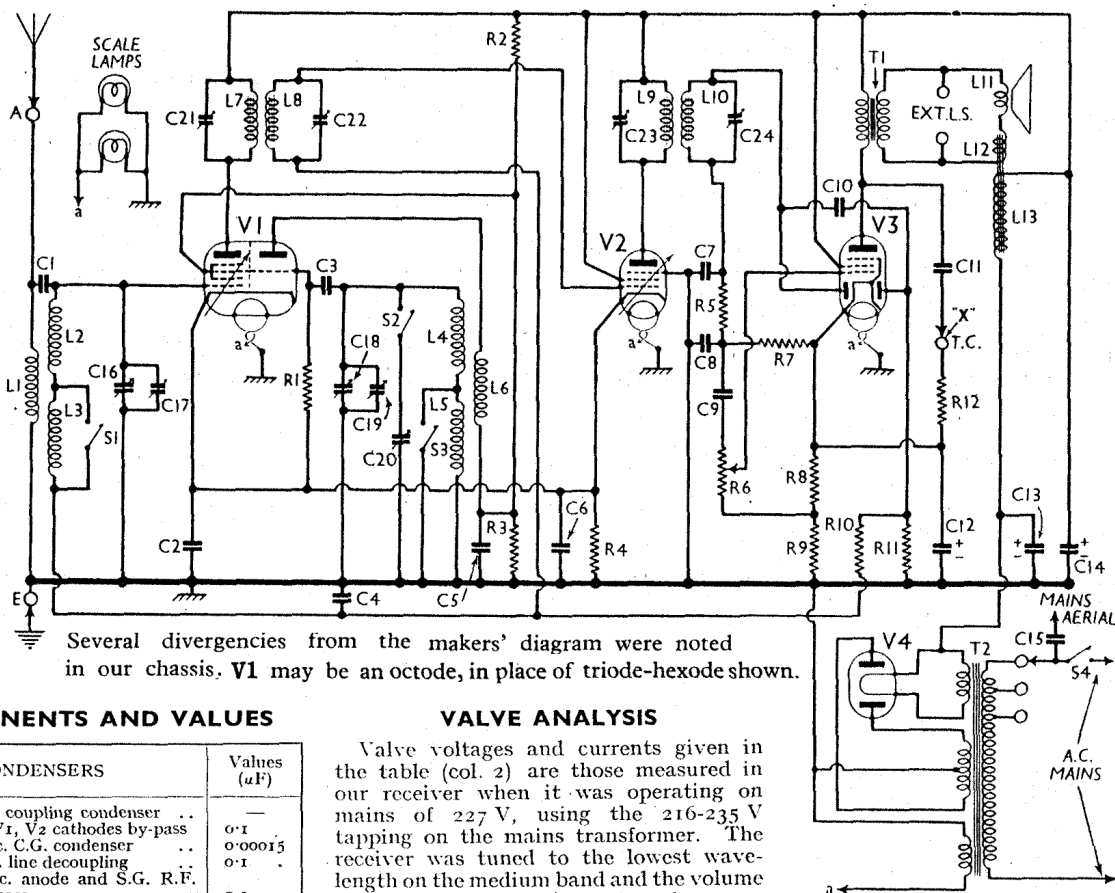 SCALE
LAMPS
A
a
C1
L1
L2
L3
S1
C16
C17
C2
E
C21
L7
L8
C22
V1
a
C3
R1
C18
C19
S2
C20
L4
L5
S3
L6
R2
R3
C4
C5
C6
R4
L9
C23
L10
C24
V2
a
C7
R5
C8
R7
C9
R6
C10
V3
a
R8
R9
R10
R11
T1
EXT.L.S.
L11
L12
L13
C11
"X"
T.C.
R12
C12
+
−
C13
+
−
C14
+
−
MAINS
AERIAL
C15
S4
V4
T2
A.C.
MAINS
a
Several divergencies from the makers' diagram were noted
in our chassis. V1 may be an octode, in place of triode-hexode shown.
NENTS AND VALUES
ONDENSERS
Values
(uF)
coupling condenser .. —
V1, V2 cathodes by-pass 0·1
c. C.G. condenser .. 0·00015
. line decoupling .. 0·1
c. anode and S.G. R.F.
VALVE ANALYSIS
Valve voltages and currents given in
the table (col. 2) are those measured in
our receiver when it was operating on
mains of 227 V, using the 216-235 V
tapping on the mains transformer. The
receiver was tuned to the lowest wave-
length on the medium band and the volume